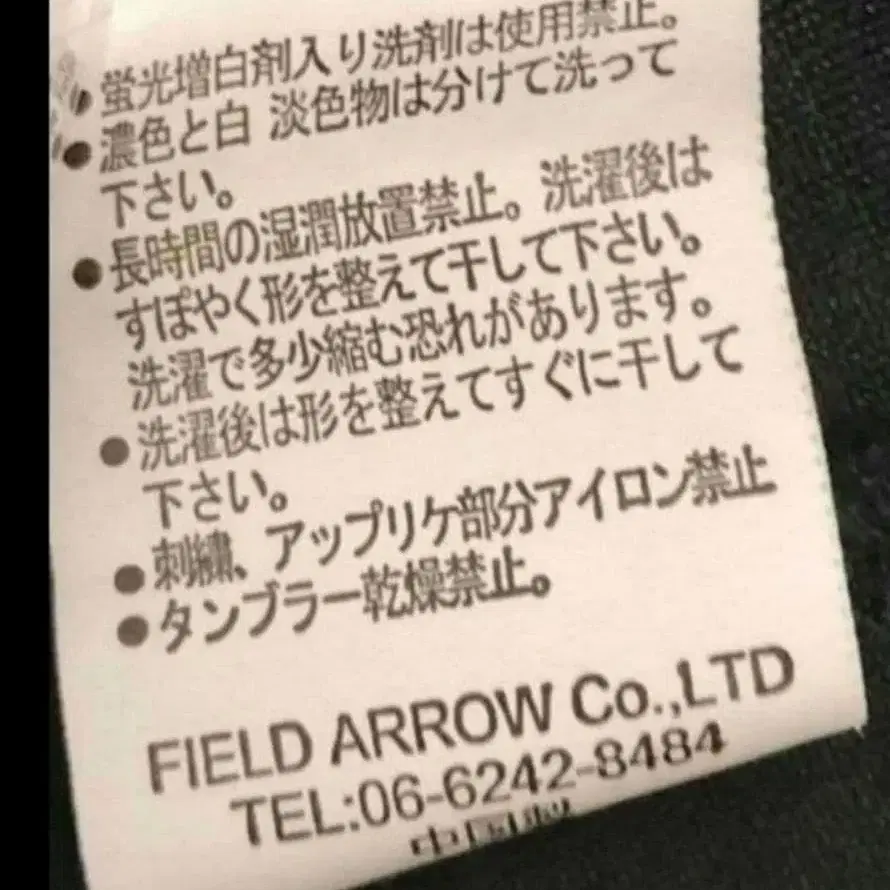 ●蛍光増白剤入り洗剤は使用禁止。
●濃色と白 淡色物は分けて洗って
下さい。
●長時間の湿潤放置禁止。洗濯後は
すぽやく形を整えて干して下さい。
洗濯で多少縮む恐れがあります。
●洗濯後は形を整えてすぐに干して
下さい。
●刺繍、アップリケ部分アイロン禁止
●タンブラー乾燥禁止。
FIELD ARROW Co.,LTD
TEL:06-6242-8484
中国製